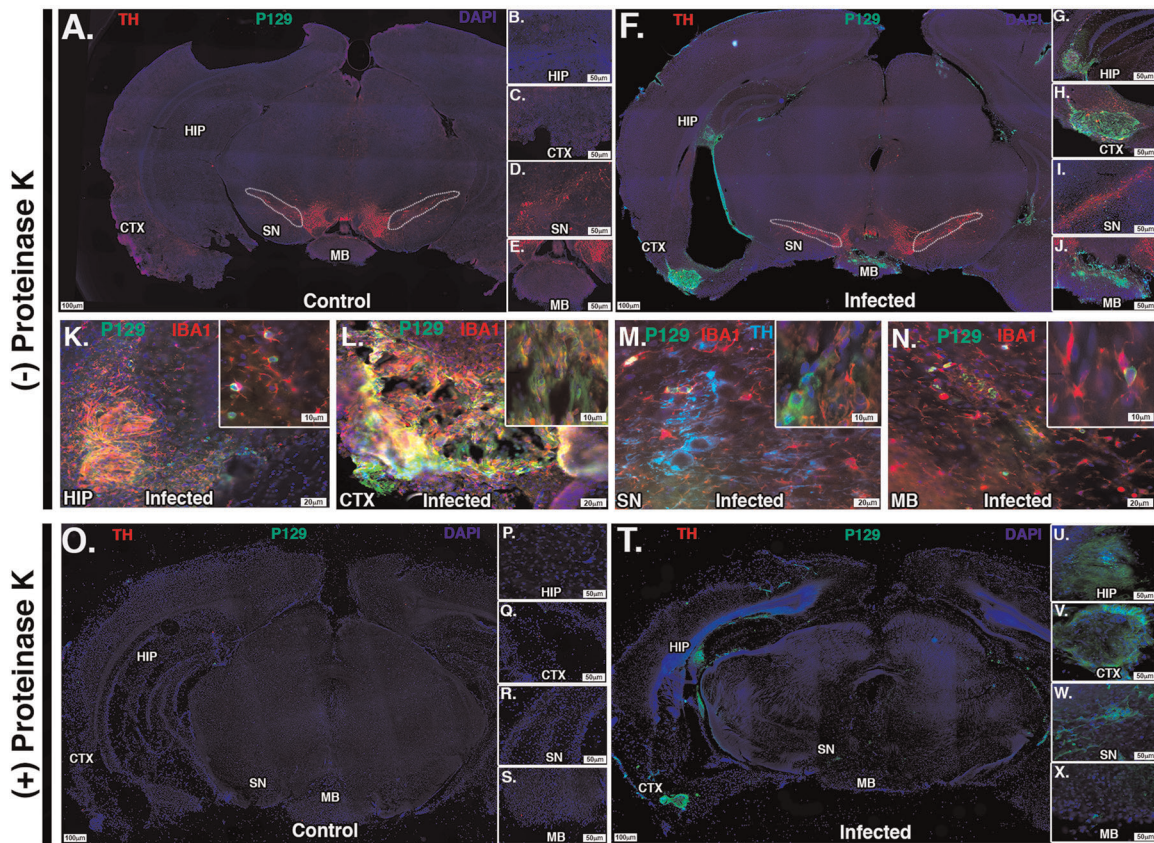 (-) Proteinase K
A.
TH
P129
DAPI
HIP
CTX
SN
MB
100µm
Control
B.
HIP
50µm
C.
CTX
50µm
D.
SN
50µm
E.
MB
50µm
F.
TH
P129
DAPI
HIP
CTX
SN
MB
100µm
Infected
G.
HIP
50µm
H.
CTX
50µm
I.
SN
50µm
J.
MB
50µm
K.
P129 IBA1
10µm
HIP
Infected
20µm
L.
P129 IBA1
10µm
CTX
Infected
20µm
M.
P129 IBA1 TH
10µm
SN
Infected
20µm
N.
P129 IBA1
10µm
MB
Infected
20µm
(+) Proteinase K
O.
TH
P129
DAPI
HIP
CTX
SN
MB
100µm
Control
P.
HIP
50µm
Q.
CTX
50µm
R.
SN
50µm
S.
MB
50µm
T.
TH
P129
DAPI
HIP
SN
CTX
MB
100µm
Infected
U.
HIP
50µm
V.
CTX
50µm
W.
SN
50µm
X.
MB
50µm